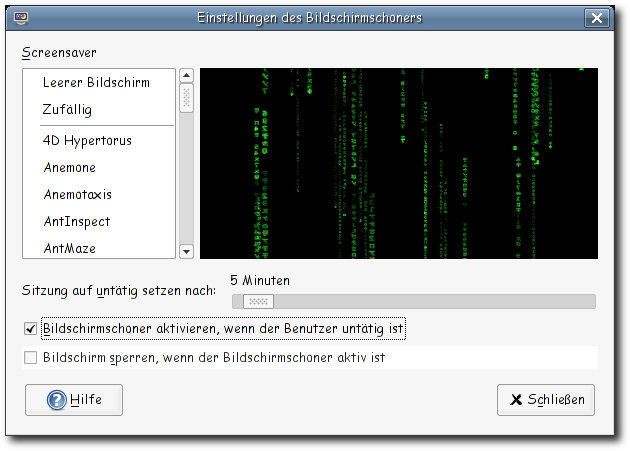 Einstellungen des Bildschirmschoners
Screensaver
Leerer Bildschirm
Zufällig
4D Hypertorus
Anemone
Anemotaxis
AntInspect
AntMaze
Sitzung auf untätig setzen nach:
5 Minuten
Bildschirmschoner aktivieren, wenn der Benutzer untätig ist
Bildschirm sperren, wenn der Bildschirmschoner aktiv ist
Hilfe
Schließen